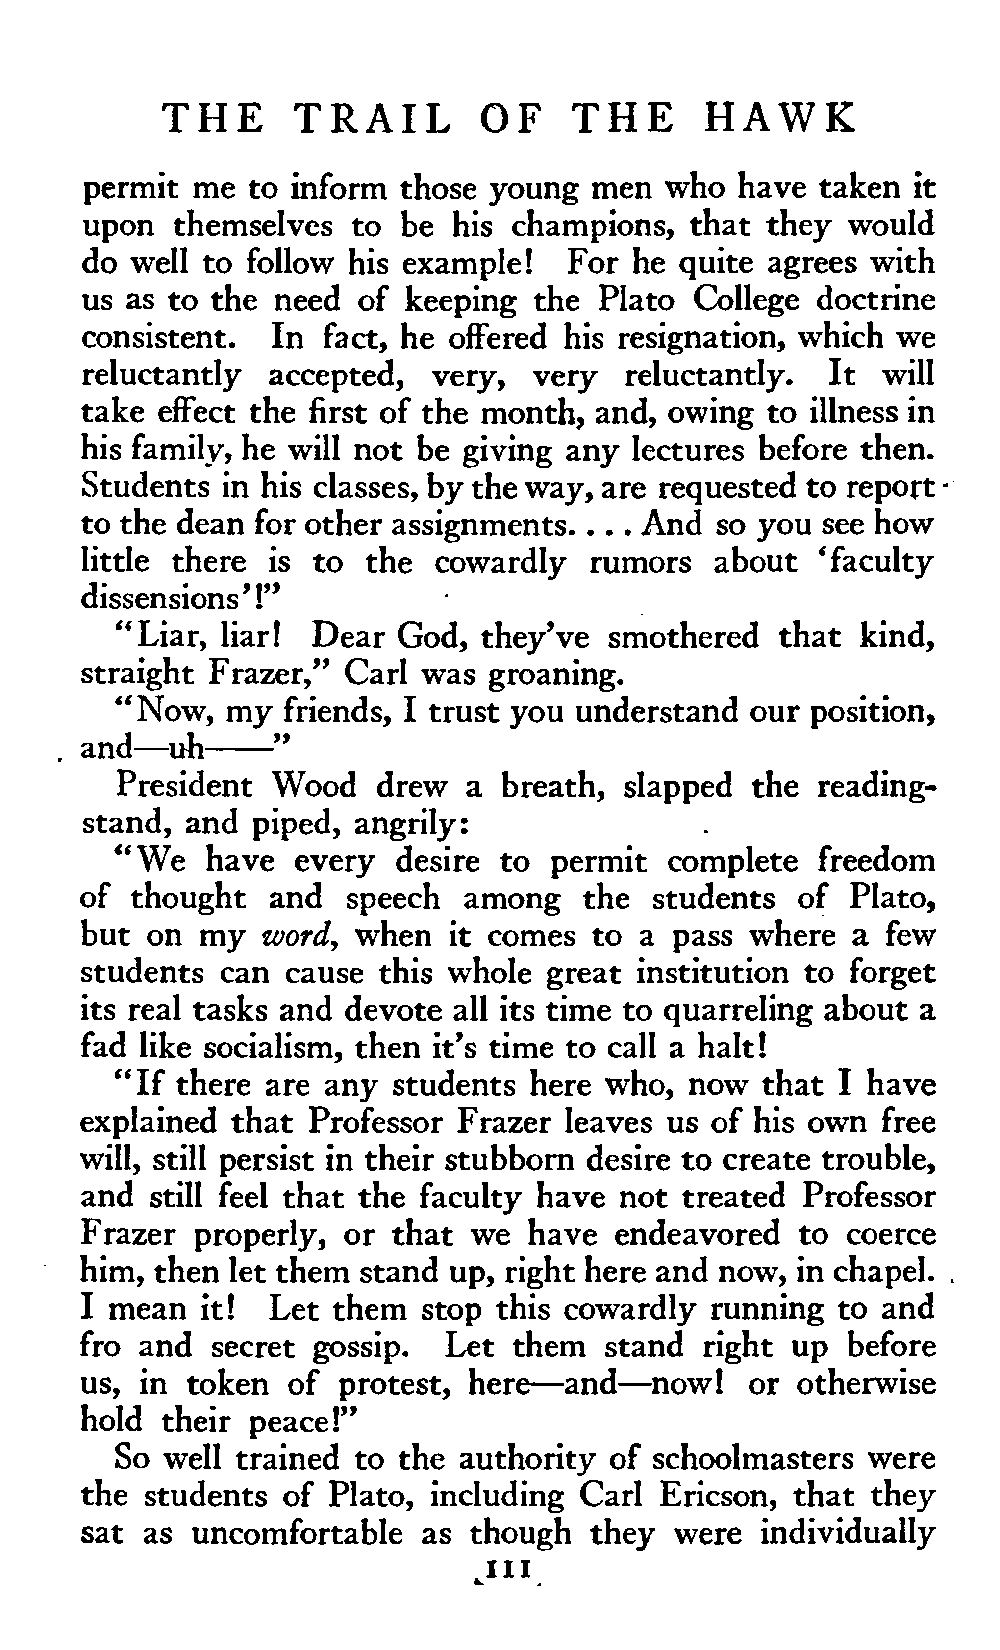 THE TRAIL OF THE HAWK
permit me to inform those young men who have taken it
upon themselves to be his champions, that they would
do well to follow his example! For he quite agrees with
us as to the need of keeping the Plato College doctrine
consistent. In fact, he offered his resignation, which we
reluctantly accepted, very, very reluctantly. It will
take effect the first of the month, and, owing to illness in
his family, he will not be giving any lectures before then.
Students in his classes, by the way, are requested to report
to the dean for other assignments. . . . And so you see how
little there is to the cowardly rumors about 'faculty
dissensions'!"
"Liar, liar! Dear God, they've smothered that kind,
straight Frazer," Carl was groaning.
"Now, my friends, I trust you understand our position,
and—uh——"
President Wood drew a breath, slapped the reading-
stand, and piped, angrily:
"We have every desire to permit complete freedom
of thought and speech among the students of Plato,
but on my word, when it comes to a pass where a few
students can cause this whole great institution to forget
its real tasks and devote all its time to quarreling about a
fad like socialism, then it's time to call a halt!
"If there are any students here who, now that I have
explained that Professor Frazer leaves us of his own free
will, still persist in their stubborn desire to create trouble,
and still feel that the faculty have not treated Professor
Frazer properly, or that we have endeavored to coerce
him, then let them stand up, right here and now, in chapel.
I mean it! Let them stop this cowardly running to and
fro and secret gossip. Let them stand right up before
us, in token of protest, here—and—now! or otherwise
hold their peace!"
So well trained to the authority of schoolmasters were
the students of Plato, including Carl Ericson, that they
sat as uncomfortable as though they were individually
111